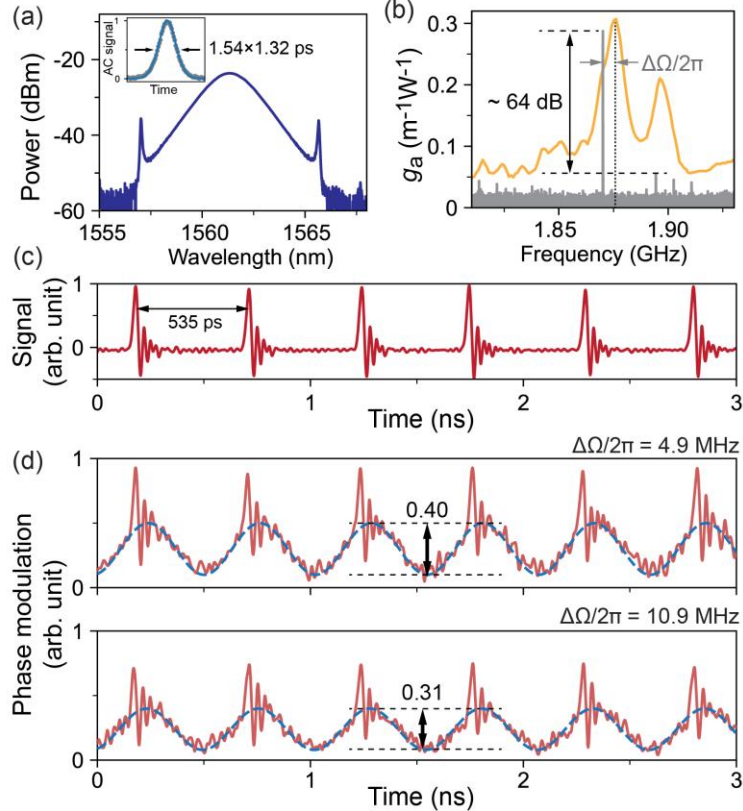 (a)
AC signal
1
0
Time
1.54×1.32 ps
Power (dBm)
-20
-40
-60
1555
1560
1565
Wavelength (nm)
(b)
gₐ (m⁻¹W⁻¹)
0.3
0.2
0.1
0
~ 64 dB
ΔΩ/2π
1.85
1.90
Frequency (GHz)
(c)
Signal
(arb. unit)
1
0
535 ps
0
1
2
3
Time (ns)
(d)
ΔΩ/2π = 4.9 MHz
Phase modulation
(arb. unit)
1
0
0.40
ΔΩ/2π = 10.9 MHz
1
0
0.31
0
1
2
3
Time (ns)